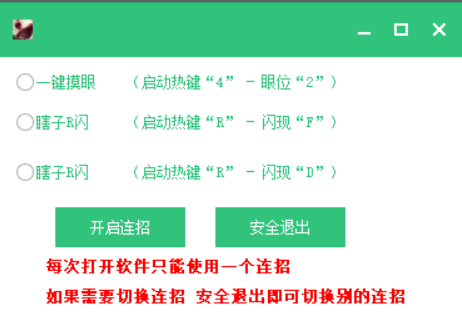 一键摸眼 （启动热键“4” - 眼位“2”）
瞎子R闪 （启动热键“R” - 闪现“F”）
瞎子R闪 （启动热键“R” - 闪现“D”）
开启连招 安全退出
每次打开软件只能使用一个连招
如果需要切换连招 安全退出即可切换别的连招